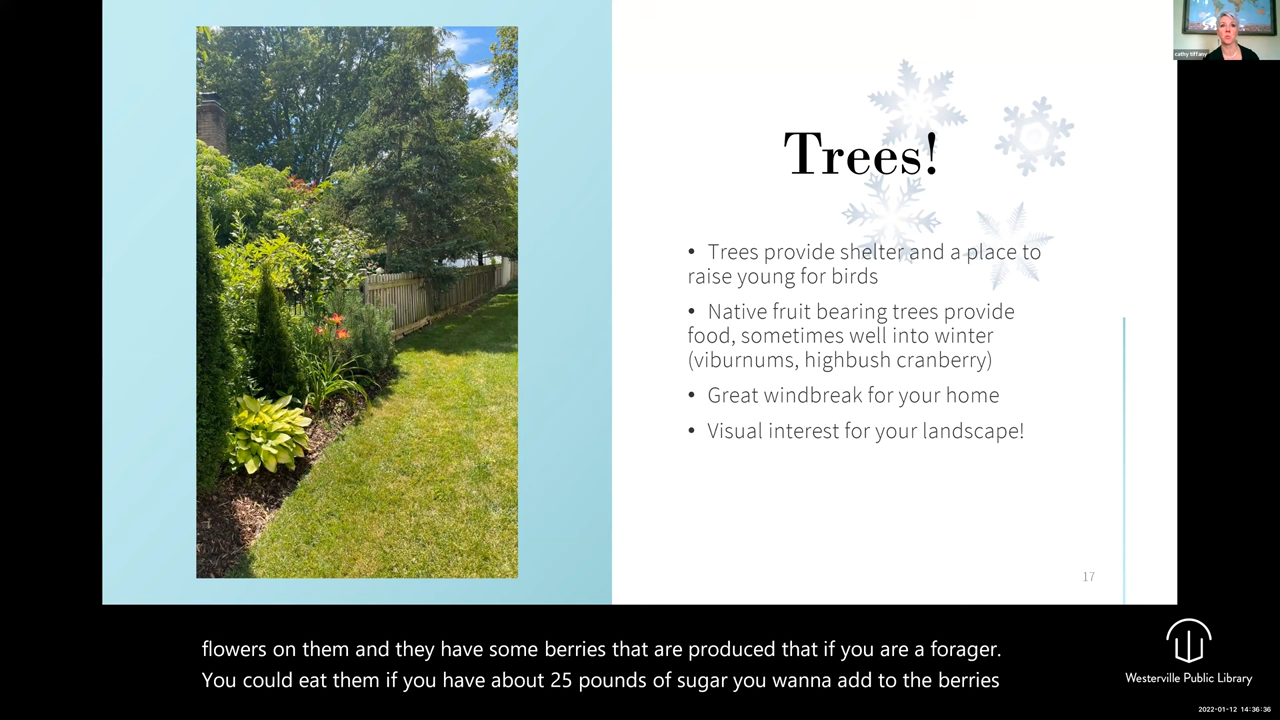 cathy tiffany
Trees!
• Trees provide shelter and a place to
raise young for birds
• Native fruit bearing trees provide
food, sometimes well into winter
(viburnums, highbush cranberry)
• Great windbreak for your home
• Visual interest for your landscape!
17
flowers on them and they have some berries that are produced that if you are a forager.
You could eat them if you have about 25 pounds of sugar you wanna add to the berries
Westerville Public Library
2022-01-12 14:36:36